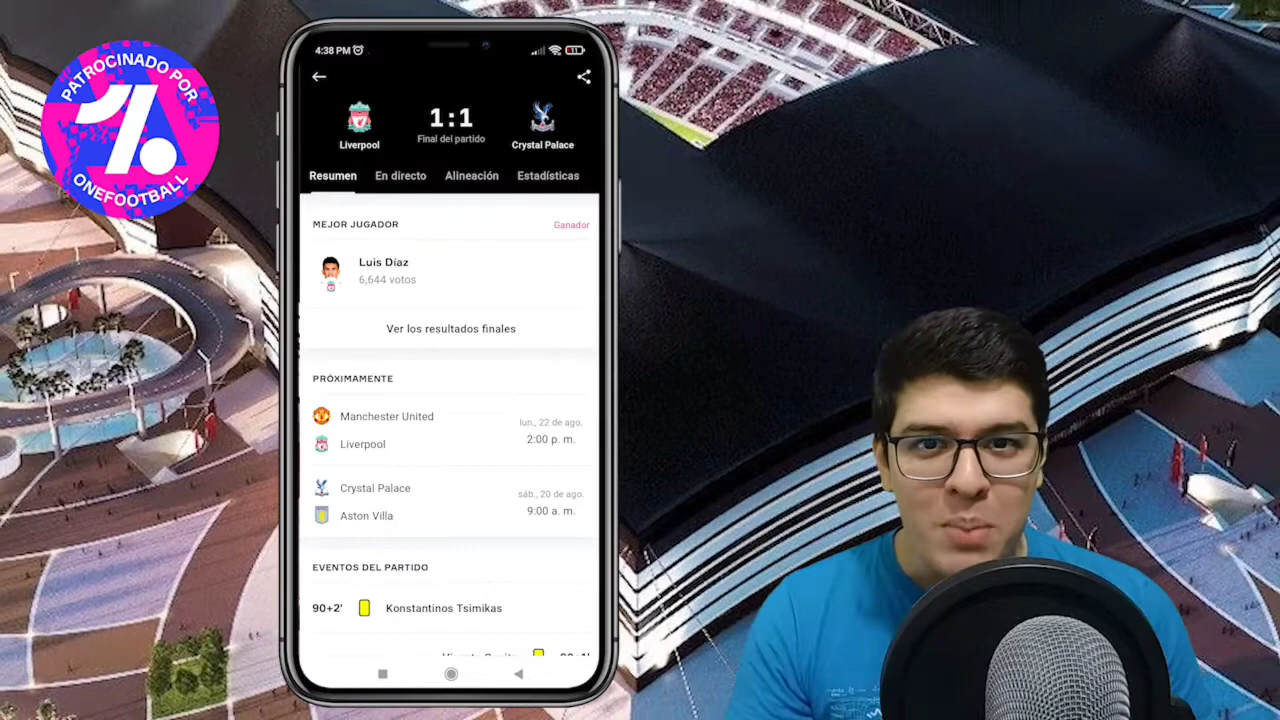 PATROCINADO POR
ONEFOOTBALL
4:38 PM
11
1:1
Final del partido
Liverpool
Crystal Palace
Resumen
En directo
Alineación
Estadísticas
MEJOR JUGADOR
Ganador
Luis Díaz
6,644 votos
Ver los resultados finales
PRÓXIMAMENTE
Manchester United
lun., 22 de ago.
2:00 p. m.
Liverpool
Crystal Palace
sáb., 20 de ago.
9:00 a. m.
Aston Villa
EVENTOS DEL PARTIDO
90+2' Konstantinos Tsimikas